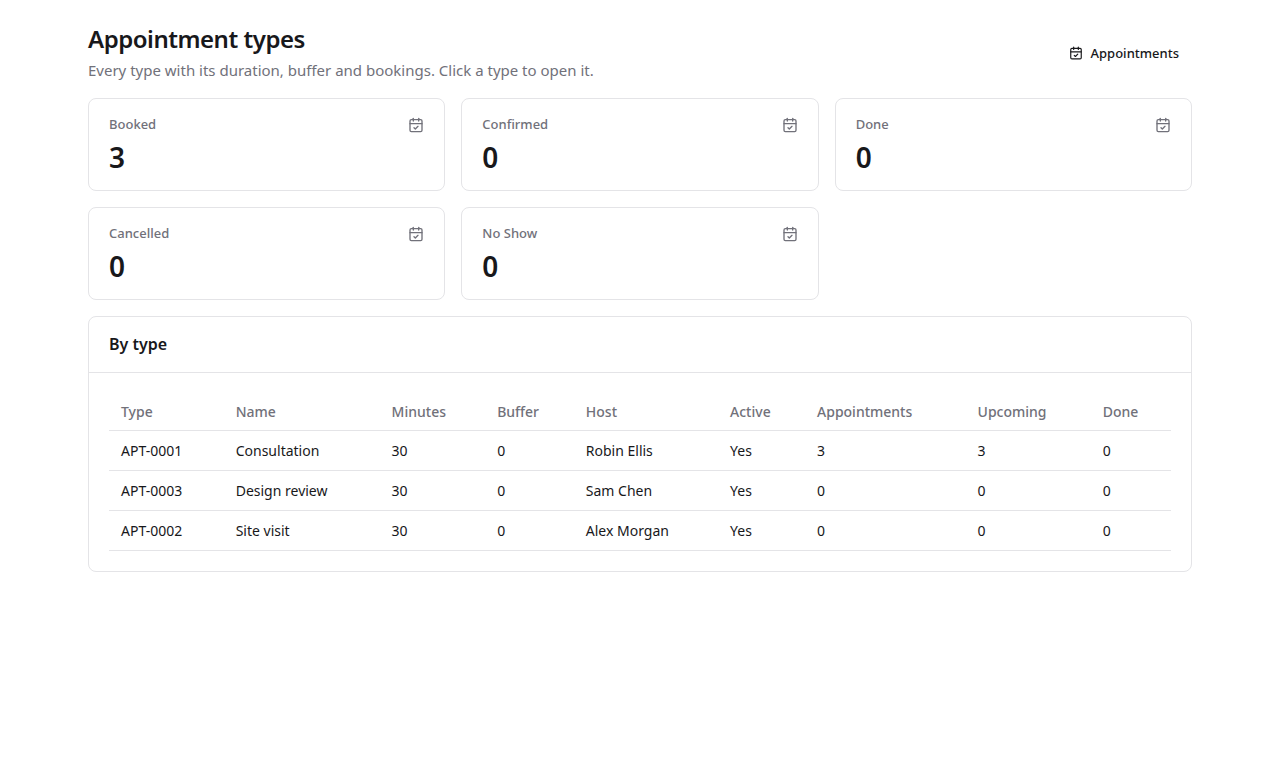 Appointment types
Every type with its duration, buffer and bookings. Click a type to open it.
Appointments
Booked
3
Confirmed
0
Done
0
Cancelled
0
No Show
0
By type
Type Name Minutes Buffer Host Active Appointments Upcoming Done
APT-0001 Consultation 30 0 Robin Ellis Yes 3 3 0
APT-0003 Design review 30 0 Sam Chen Yes 0 0 0
APT-0002 Site visit 30 0 Alex Morgan Yes 0 0 0